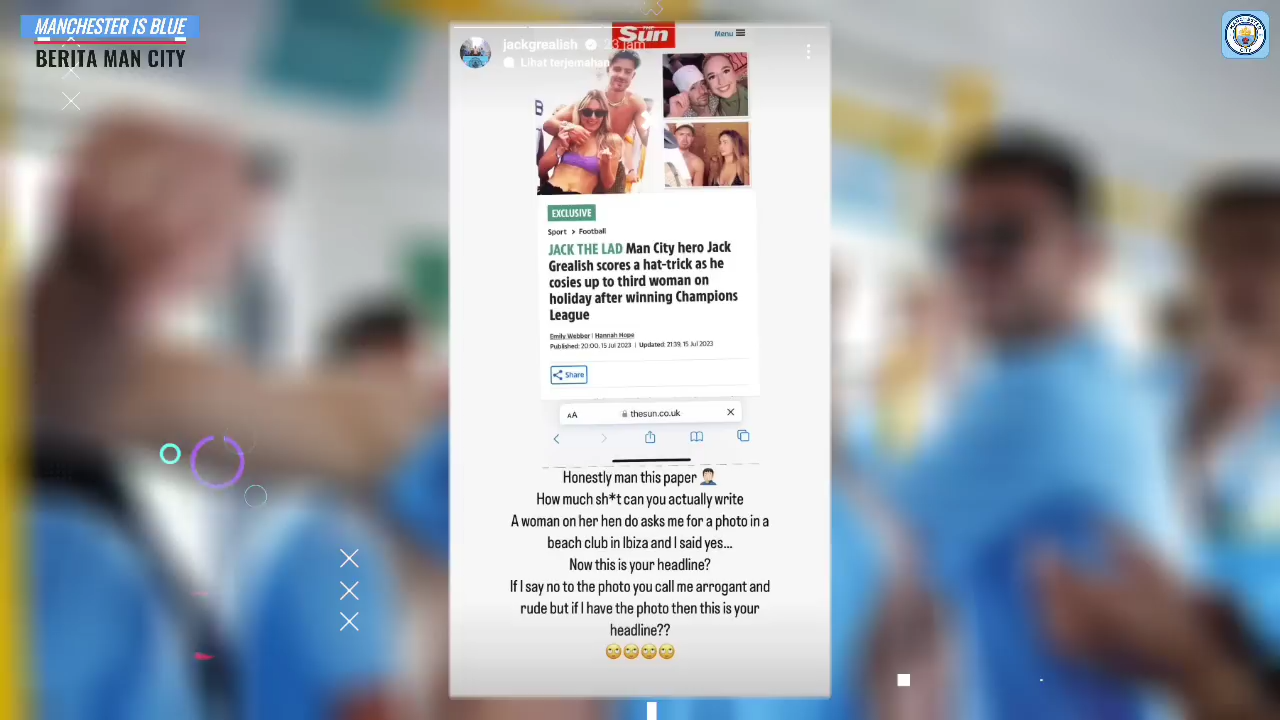 MANCHESTER IS BLUE
BERITA MAN CITY
THE
Sun
Menu
jackgrealish 23 jam
Lihat terjemahan
EXCLUSIVE
Sport > Football
JACK THE LAD Man City hero Jack
Grealish scores a hat-trick as he
cosies up to third woman on
holiday after winning Champions
League
Emily Webber | Hannah Hope
Published: 20:00, 15 Jul 2023 | Updated: 21:39, 15 Jul 2023
Share
AA thesun.co.uk
Honestly man this paper 🤦🏻‍♂️
How much sh*t can you actually write
A woman on her hen do asks me for a photo in a
beach club in Ibiza and I said yes...
Now this is your headline?
If I say no to the photo you call me arrogant and
rude but if I have the photo then this is your
headline??
🙄🙄🙄🙄